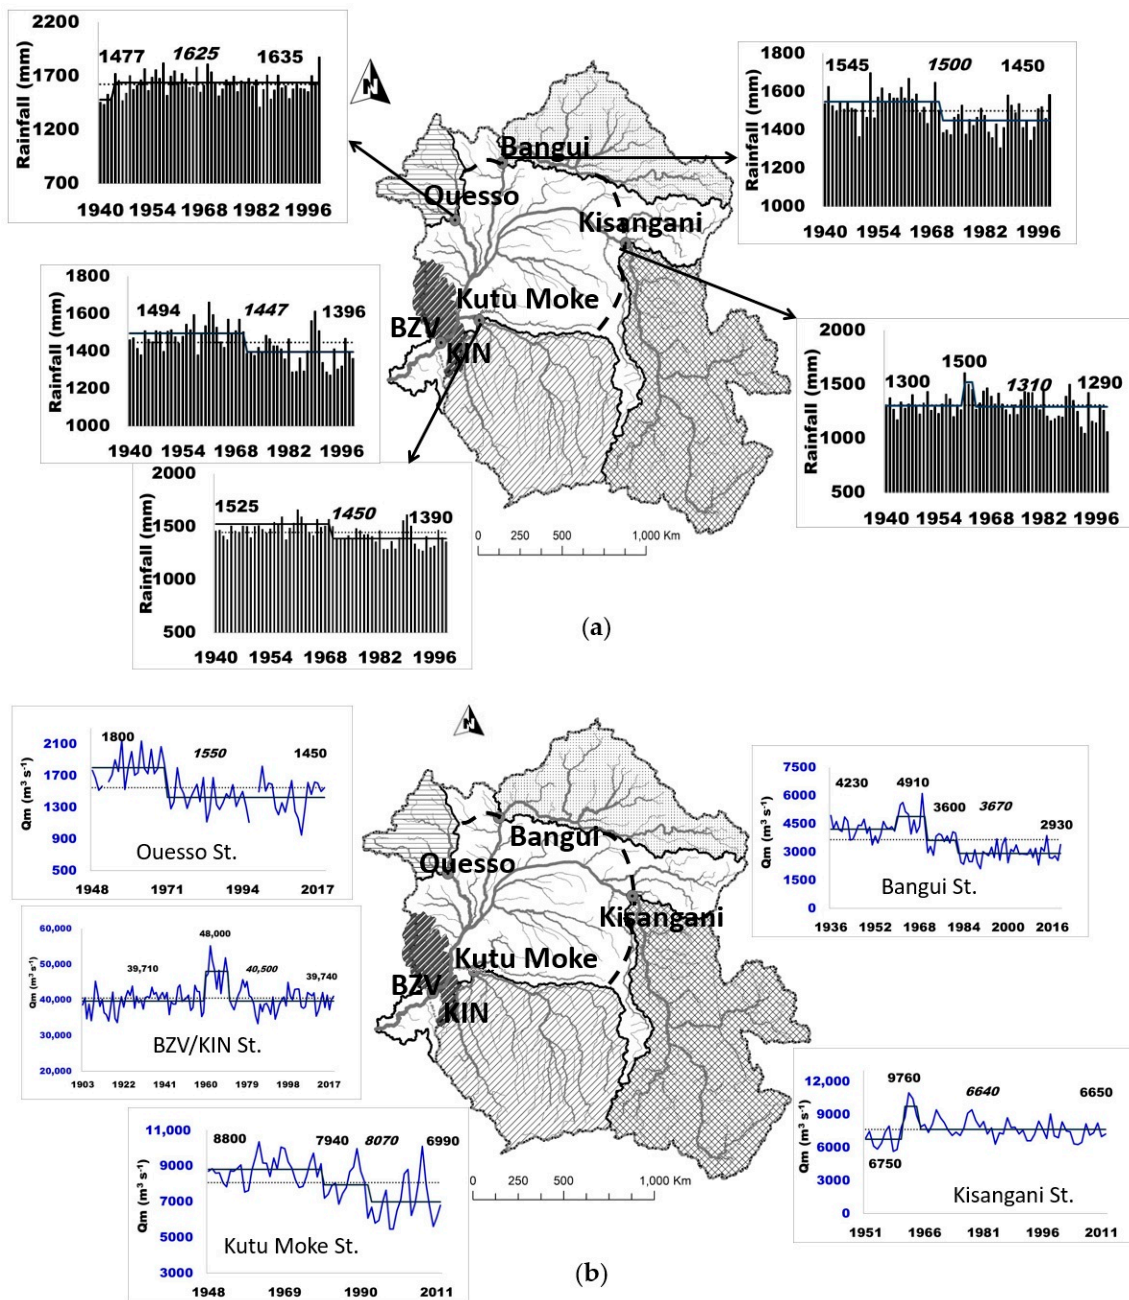 2200
1700
1200
700
Rainfall (mm)
1477
1625
1635
1940 1954 1968 1982 1996
N
1800
1600
1400
1200
1000
Rainfall (mm)
1545
1500
1450
1940 1954 1968 1982 1996
Bangui
Quesso
Kisangani
Kutu Moke
BZV
KIN
1800
1600
1400
1200
1000
Rainfall (mm)
1494
1447
1396
1940 1954 1968 1982 1996
2000
1500
1000
500
Rainfall (mm)
1300
1500
1310
1290
1940 1954 1968 1982 1996
2000
1500
1000
500
Rainfall (mm)
1525
1450
1390
1940 1954 1968 1982 1996
0 250 500 1,000 Km
(a)
2100
1700
1300
900
500
Qm (m³ s⁻¹)
1800
1550
1450
Ouesso St.
1948 1971 1994 2017
N
7500
6000
4500
3000
1500
0
Qm (m³ s⁻¹)
4230
4910
3600
3670
2930
Bangui St.
1936 1952 1968 1984 2000 2016
Bangui
Quesso
Kisangani
Kutu Moke
BZV
KIN
60,000
50,000
40,000
30,000
20,000
Qm (m³ s⁻¹)
39,710
48,000
40,500
39,740
BZV/KIN St.
1903 1922 1941 1960 1979 1998 2017
12,000
9000
6000
3000
0
Qm (m³ s⁻¹)
9760
6640
6650
6750
Kisangani St.
1951 1966 1981 1996 2011
11,000
9000
7000
5000
3000
Qm (m³ s⁻¹)
8800
7940
8070
6990
Kutu Moke St.
1948 1969 1990 2011
0 250 500 1,000 Km
(b)